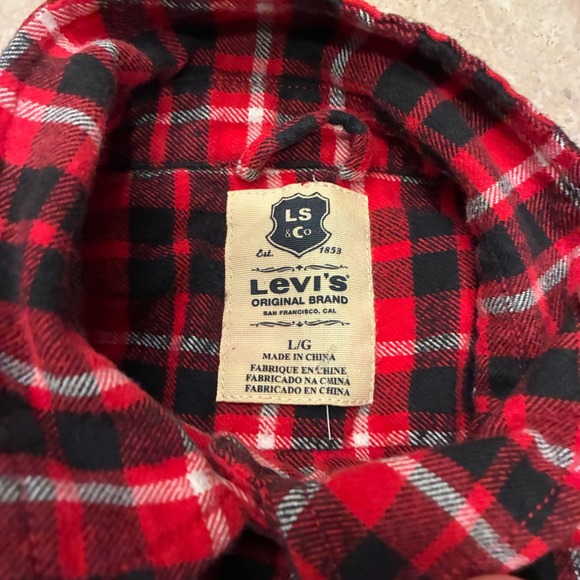 LS
& Co
Est. 1853
Levi's
ORIGINAL BRAND
SAN FRANCISCO, CAL
L/G
MADE IN CHINA
FABRIQUE EN CHINE
FABRICADO NA CHINA
FABRICADO EN CHINA